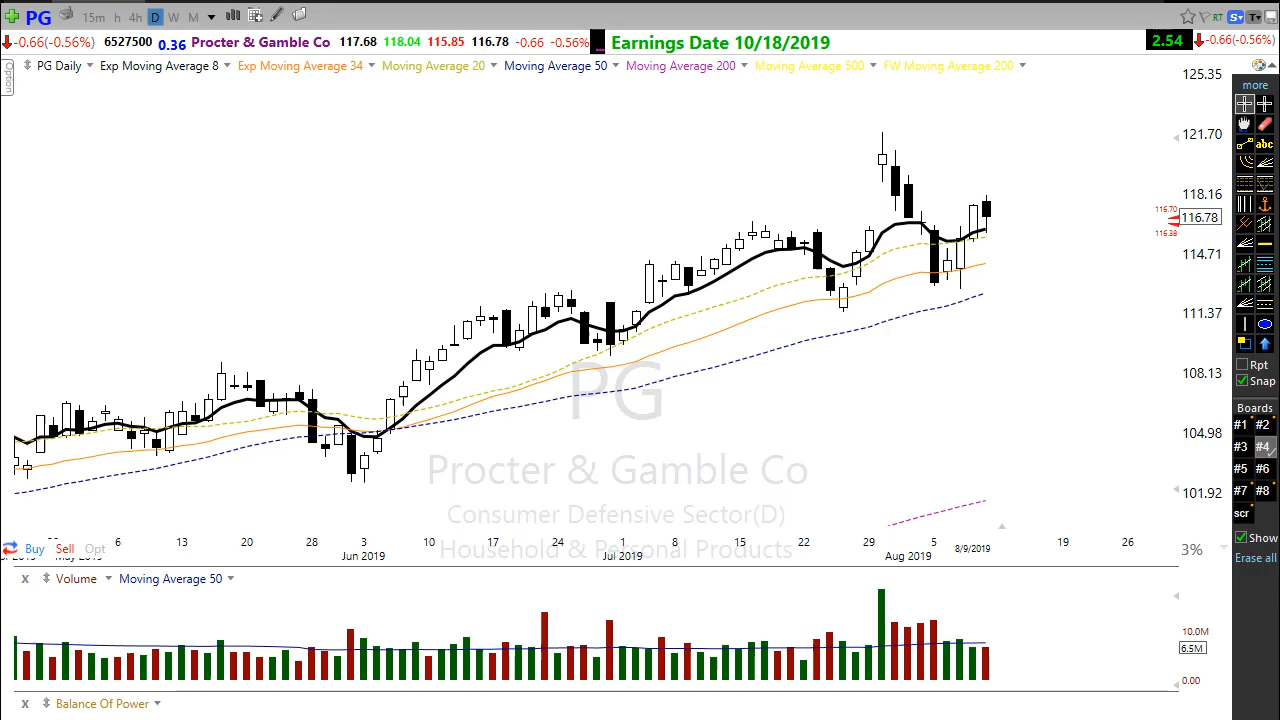 PG 15m h 4h D W M RT S T
-0.66(-0.56%) 6527500 0.36 Procter & Gamble Co 117.68 118.04 115.85 116.78 -0.66 -0.56% Earnings Date 10/18/2019 2.54 -0.66(-0.56%)
Option PG Daily Exp Moving Average 8 Exp Moving Average 34 Moving Average 20 Moving Average 50 Moving Average 200 Moving Average 500 FW Moving Average 200
125.35
more
121.70
abc
118.16
116.70
116.78
116.38
114.71
111.37
Rpt
108.13
Snap
PG
Boards
#1 #2
104.98
#3 #4
Procter & Gamble Co
#5 #6
101.92
#7 #8
Consumer Defensive Sector(D)
scr
6 13 20 28 3 10 17 24 1 8 15 22 29 5 8/9/2019 19 26
Show
Buy Sell Opt
Household & Personal Products
3%
Jun 2019 Jul 2019 Aug 2019
Erase all
x Volume Moving Average 50
10.0M
6.5M
0.00
x Balance Of Power